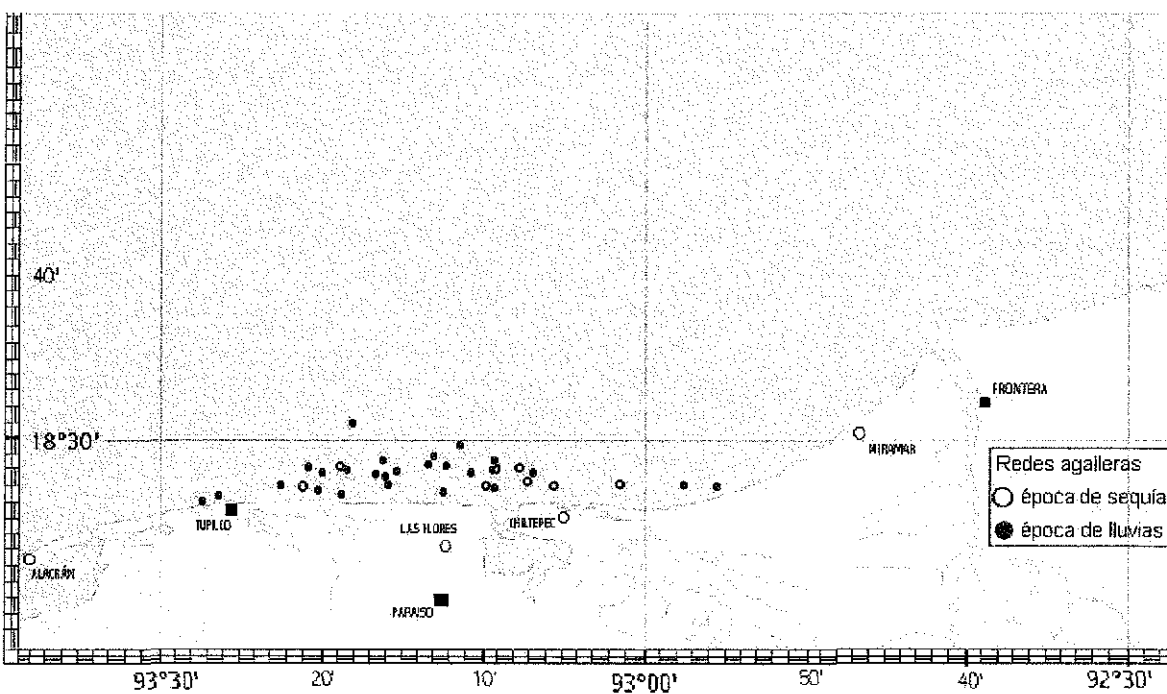 40'
FRONTERA
18°30'
MIRAMAR
Redes agalleras
época de sequía
época de lluvias
TUPILCO
LAS FLORES
CHILTEPEC
ALACRÁN
PARAISO
93°30'
20'
10'
93°00'
50'
40'
92°30'